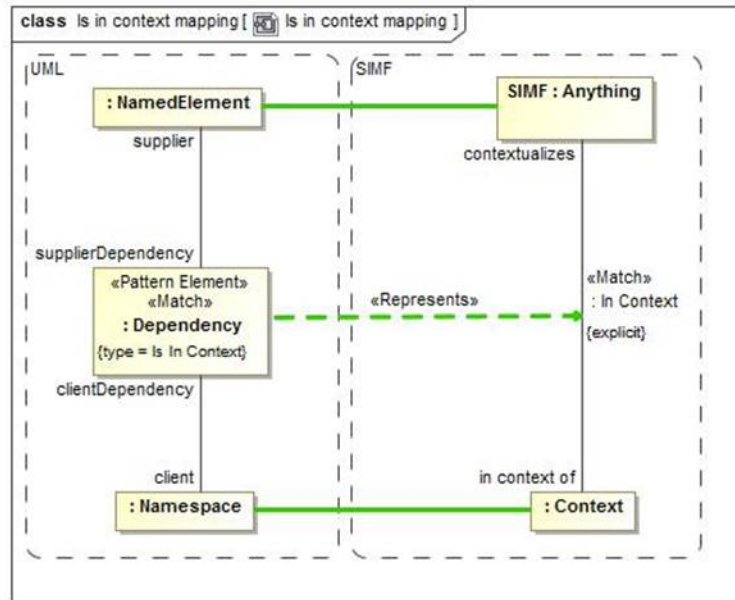 class Is in context mapping [ Is in context mapping ]
UML
SIMF
: NamedElement
SIMF : Anything
supplier
contextualizes
supplierDependency
«Pattern Element»
«Match»
: Dependency
{type = Is In Context}
«Represents»
«Match»
: In Context
{explicit}
clientDependency
client
in context of
: Namespace
: Context